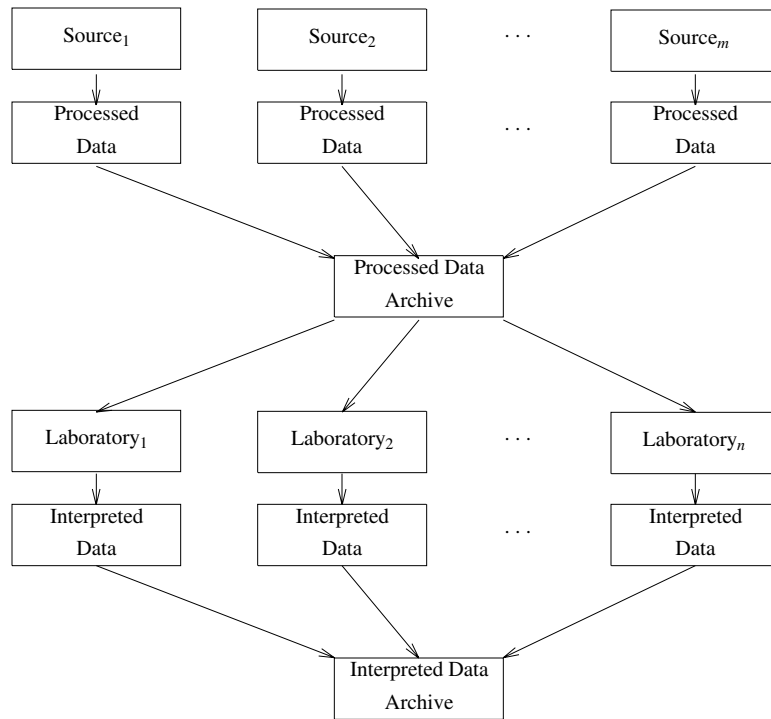 Source₁ Source₂ . . . Sourceₘ
Processed Processed . . . Processed
Data Data Data
Processed Data
Archive
Laboratory₁ Laboratory₂ . . . Laboratoryₙ
Interpreted Interpreted . . . Interpreted
Data Data Data
Interpreted Data
Archive